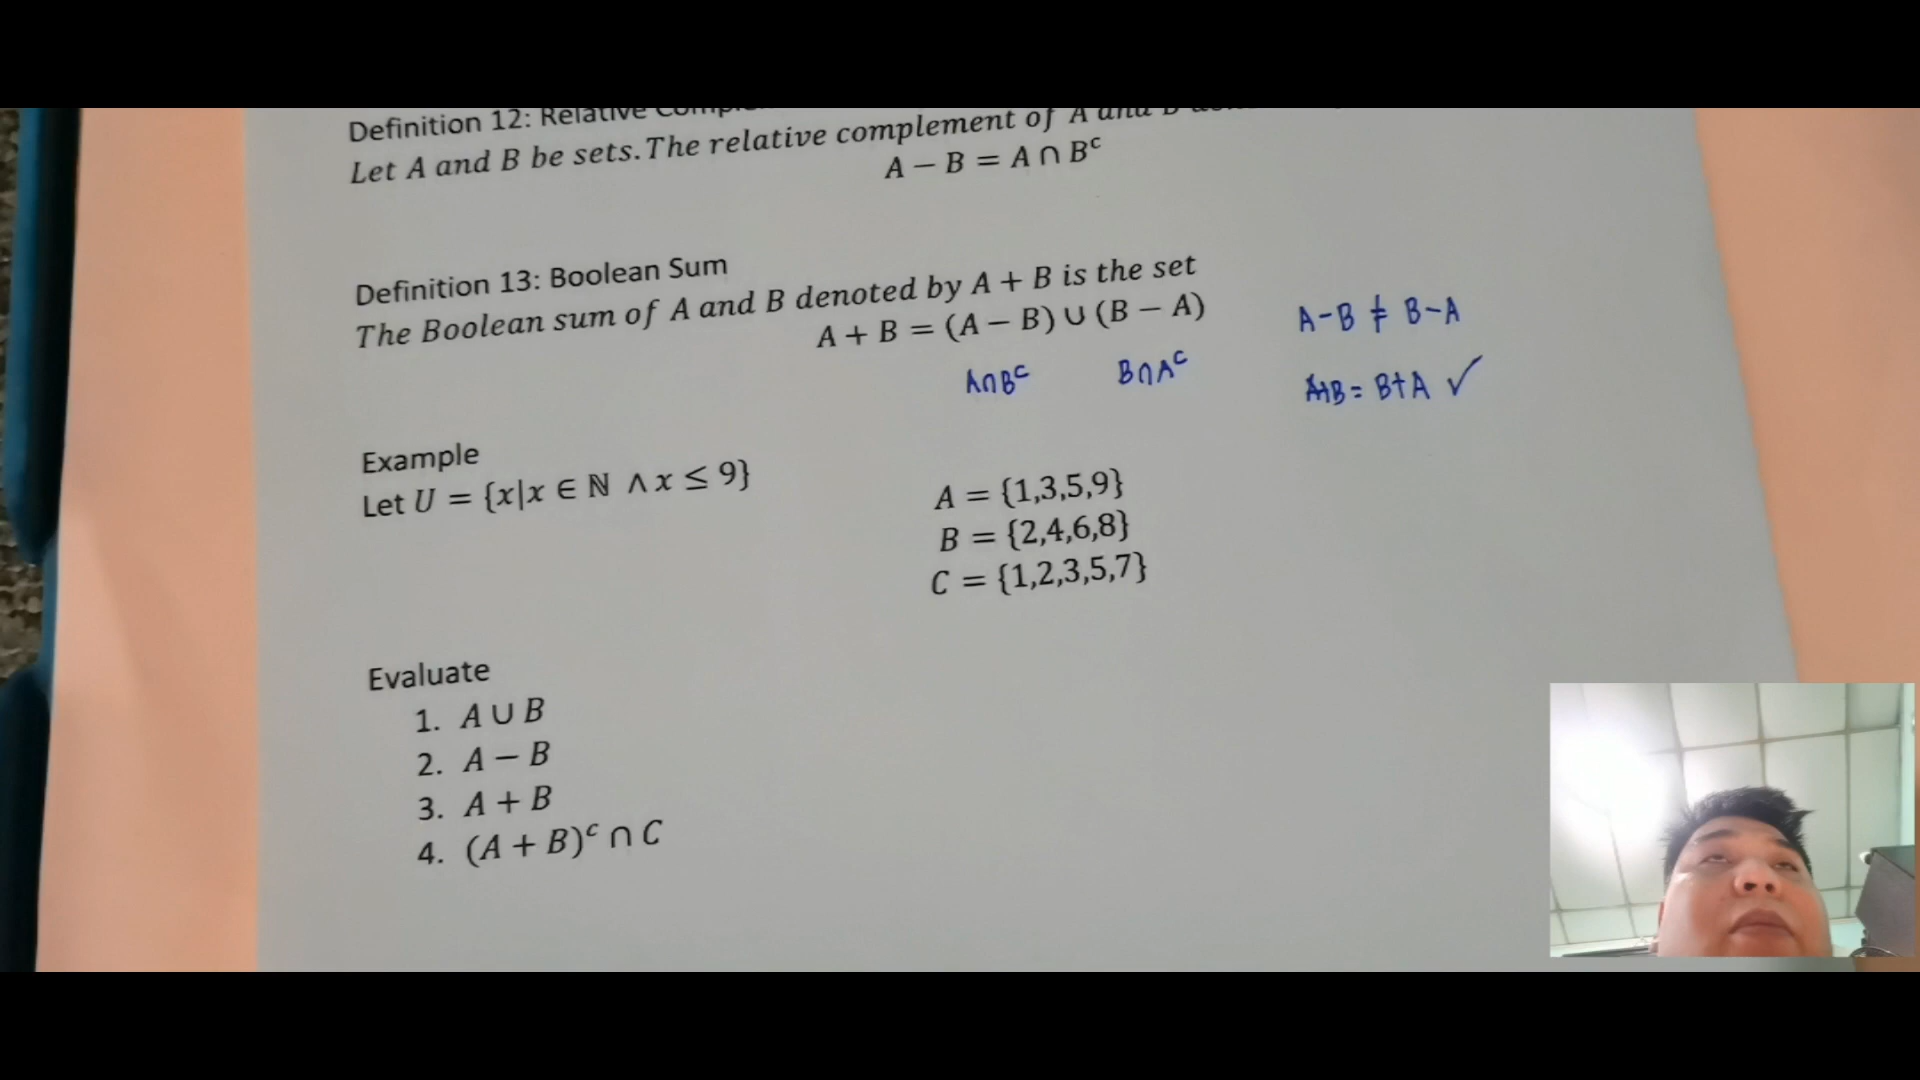 Definition 12: Relative
Let A and B be sets. The relative complement of A and B
A − B = A ∩ Bᶜ
Definition 13: Boolean Sum
The Boolean sum of A and B denoted by A + B is the set
A + B = (A − B) ∪ (B − A)
A∩Bᶜ B∩Aᶜ
A-B ≠ B-A
A+B = B+A ✓
Example
Let U = {x|x ∈ ℕ ∧ x ≤ 9}
A = {1,3,5,9}
B = {2,4,6,8}
C = {1,2,3,5,7}
Evaluate
1. A ∪ B
2. A − B
3. A + B
4. (A + B)ᶜ ∩ C